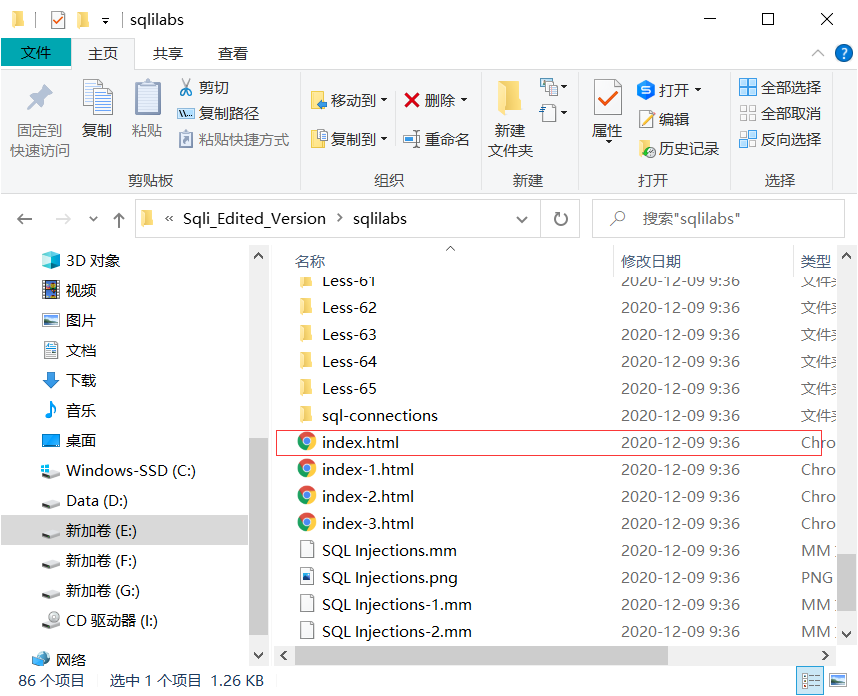 sqlilabs
文件 主页 共享 查看
固定到
快速访问
复制
粘贴
剪切
复制路径
粘贴快捷方式
剪贴板
移动到
复制到
删除
重命名
组织
新建
文件夹
新建
属性
打开
编辑
历史记录
打开
全部选择
全部取消
反向选择
选择
« Sqli_Edited_Version > sqlilabs
搜索"sqlilabs"
3D 对象
视频
图片
文档
下载
音乐
桌面
Windows-SSD (C:)
Data (D:)
新加卷 (E:)
新加卷 (F:)
新加卷 (G:)
CD 驱动器 (I:)
网络
名称 修改日期 类型
Less-61 2020-12-09 9:36 文件夹
Less-62 2020-12-09 9:36 文件夹
Less-63 2020-12-09 9:36 文件夹
Less-64 2020-12-09 9:36 文件夹
Less-65 2020-12-09 9:36 文件夹
sql-connections 2020-12-09 9:36 文件夹
index.html 2020-12-09 9:36 Chro
index-1.html 2020-12-09 9:36 Chro
index-2.html 2020-12-09 9:36 Chro
index-3.html 2020-12-09 9:36 Chro
SQL Injections.mm 2020-12-09 9:36 MM
SQL Injections.png 2020-12-09 9:36 PNG
SQL Injections-1.mm 2020-12-09 9:36 MM
SQL Injections-2.mm 2020-12-09 9:36 MM
86 个项目 选中 1 个项目 1.26 KB